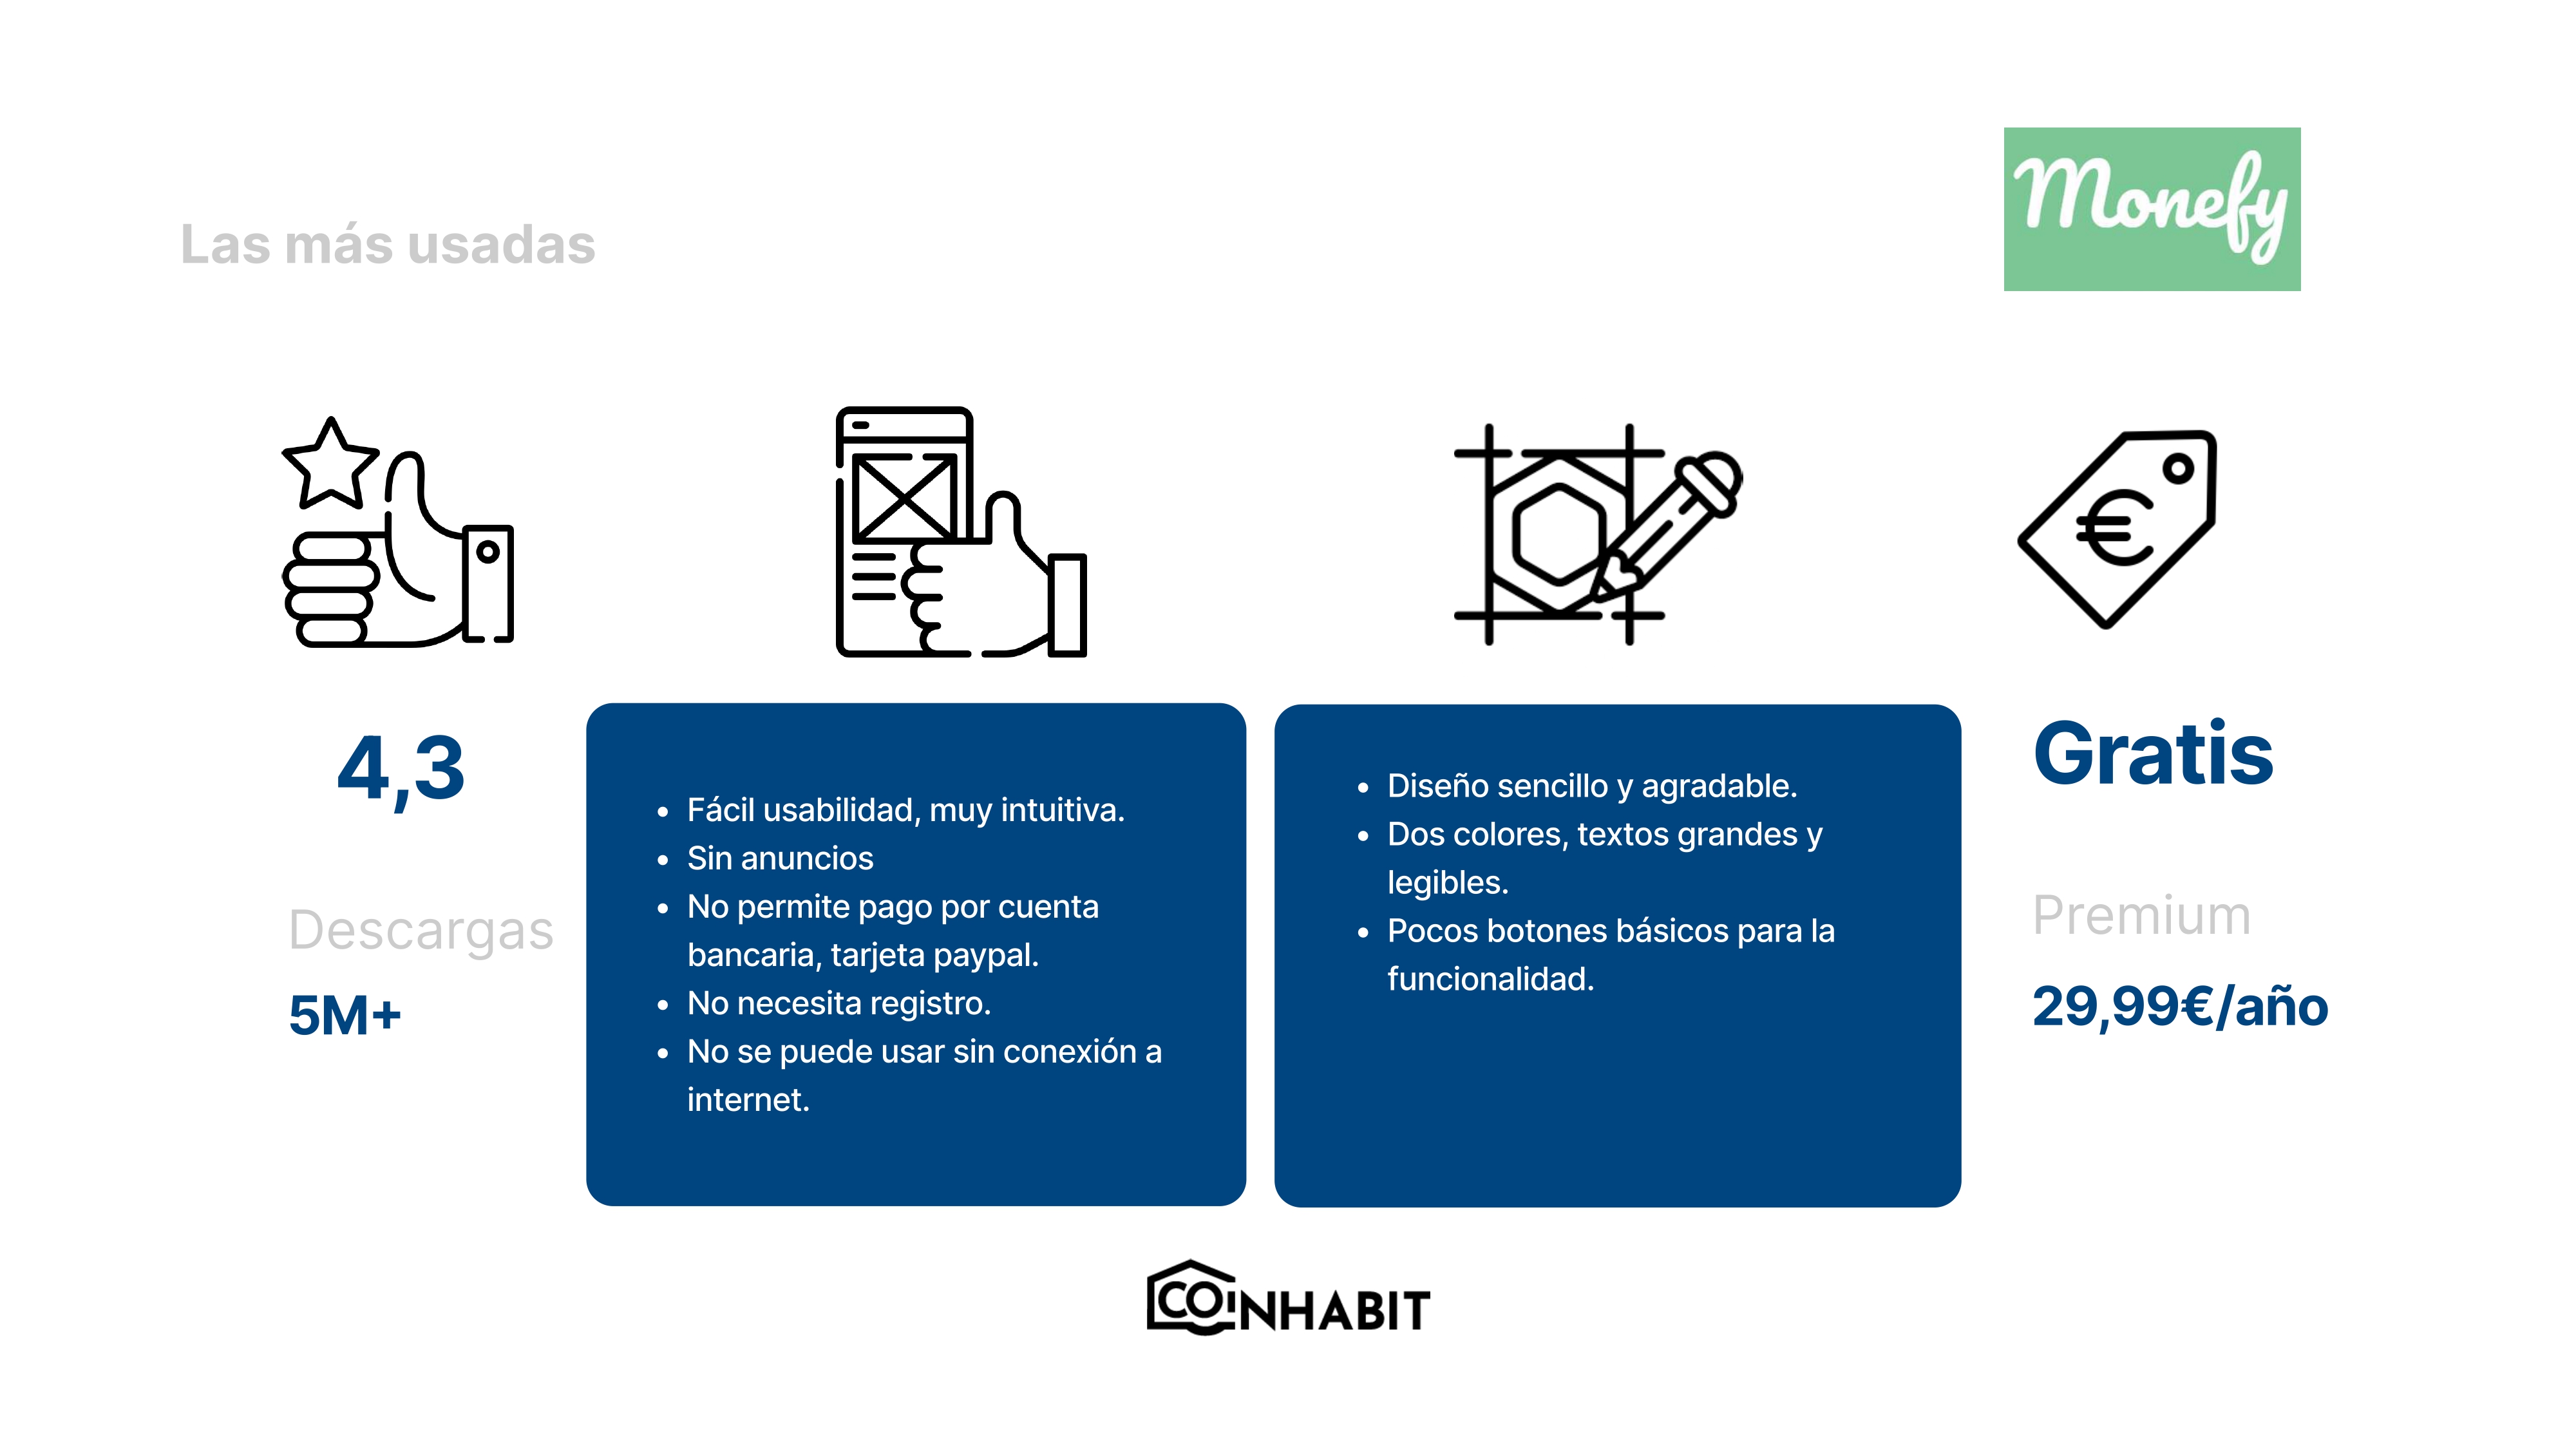 Las más usadas
Monefy
4,3
Descargas
5M+
• Fácil usabilidad, muy intuitiva.
• Sin anuncios
• No permite pago por cuenta
bancaria, tarjeta paypal.
• No necesita registro.
• No se puede usar sin conexión a
internet.
• Diseño sencillo y agradable.
• Dos colores, textos grandes y
legibles.
• Pocos botones básicos para la
funcionalidad.
€
Gratis
Premium
29,99€/año
COINHABIT